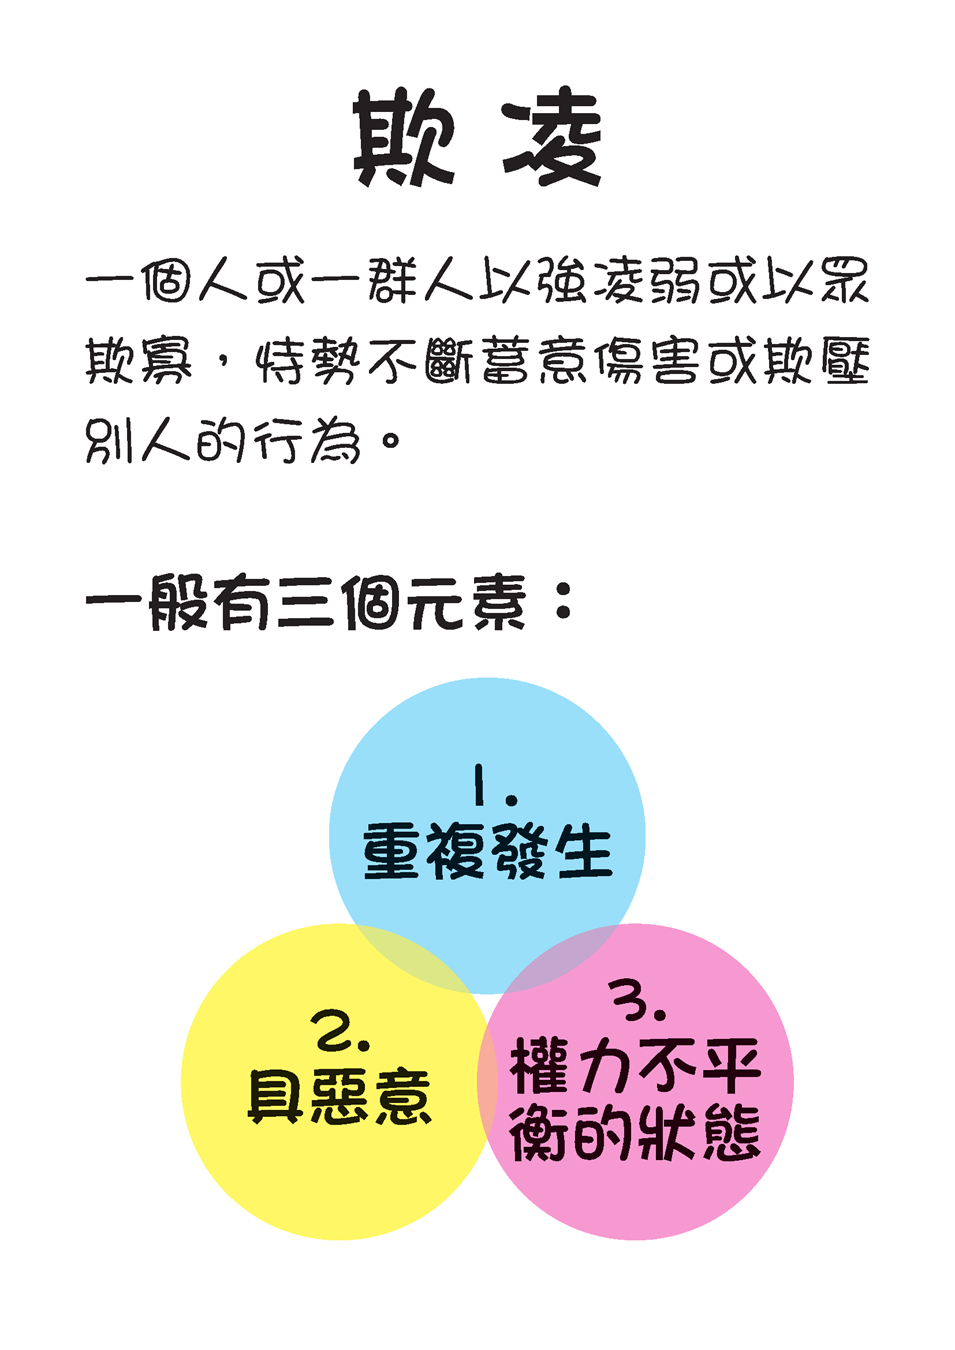 欺凌
一個人或一群人以強凌弱或以眾
欺寡，恃勢不斷蓄意傷害或欺壓
別人的行為。
一般有三個元素：
1.
重複發生
2.
具惡意
3.
權力不平
衡的狀態